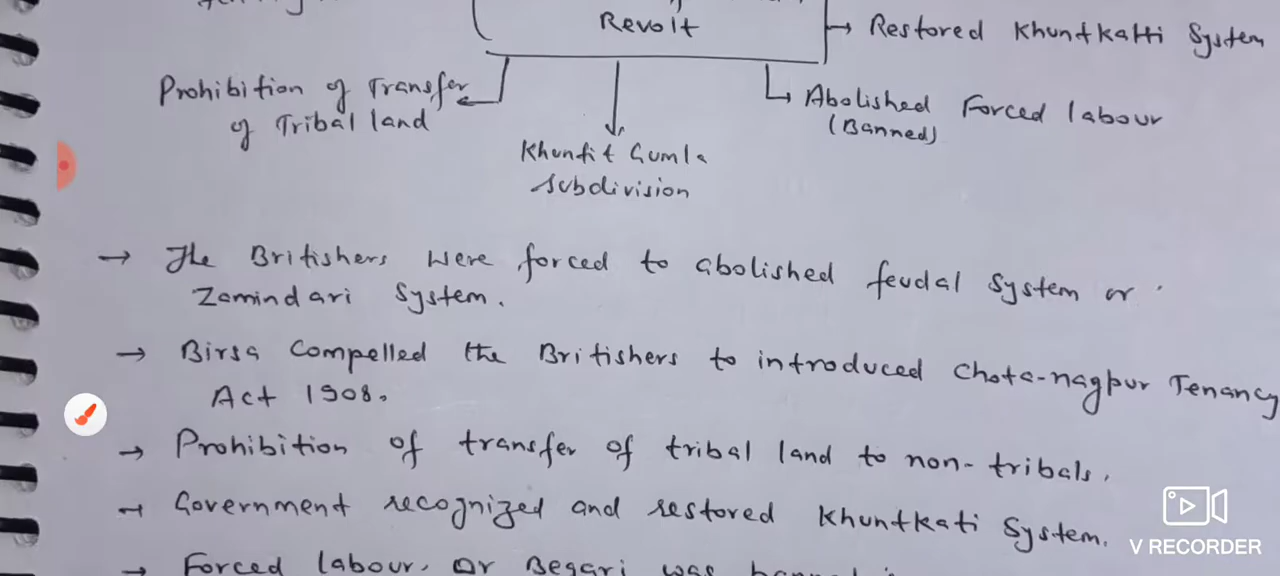 Revolt
→ Restored Khuntkatti System
Prohibition of Transfer
of Tribal land
Abolished Forced labour
(Banned)
Khunti & Gumla
subdivision
→ The Britishers were forced to abolished feudal system or
Zamindari System.
→ Birsa compelled the Britishers to introduced Chota-nagpur Tenancy
Act 1908.
→ Prohibition of transfer of tribal land to non-tribals.
→ Government recognized and restored Khuntkati System.
→ Forced labour, or Begari was banned
V RECORDER